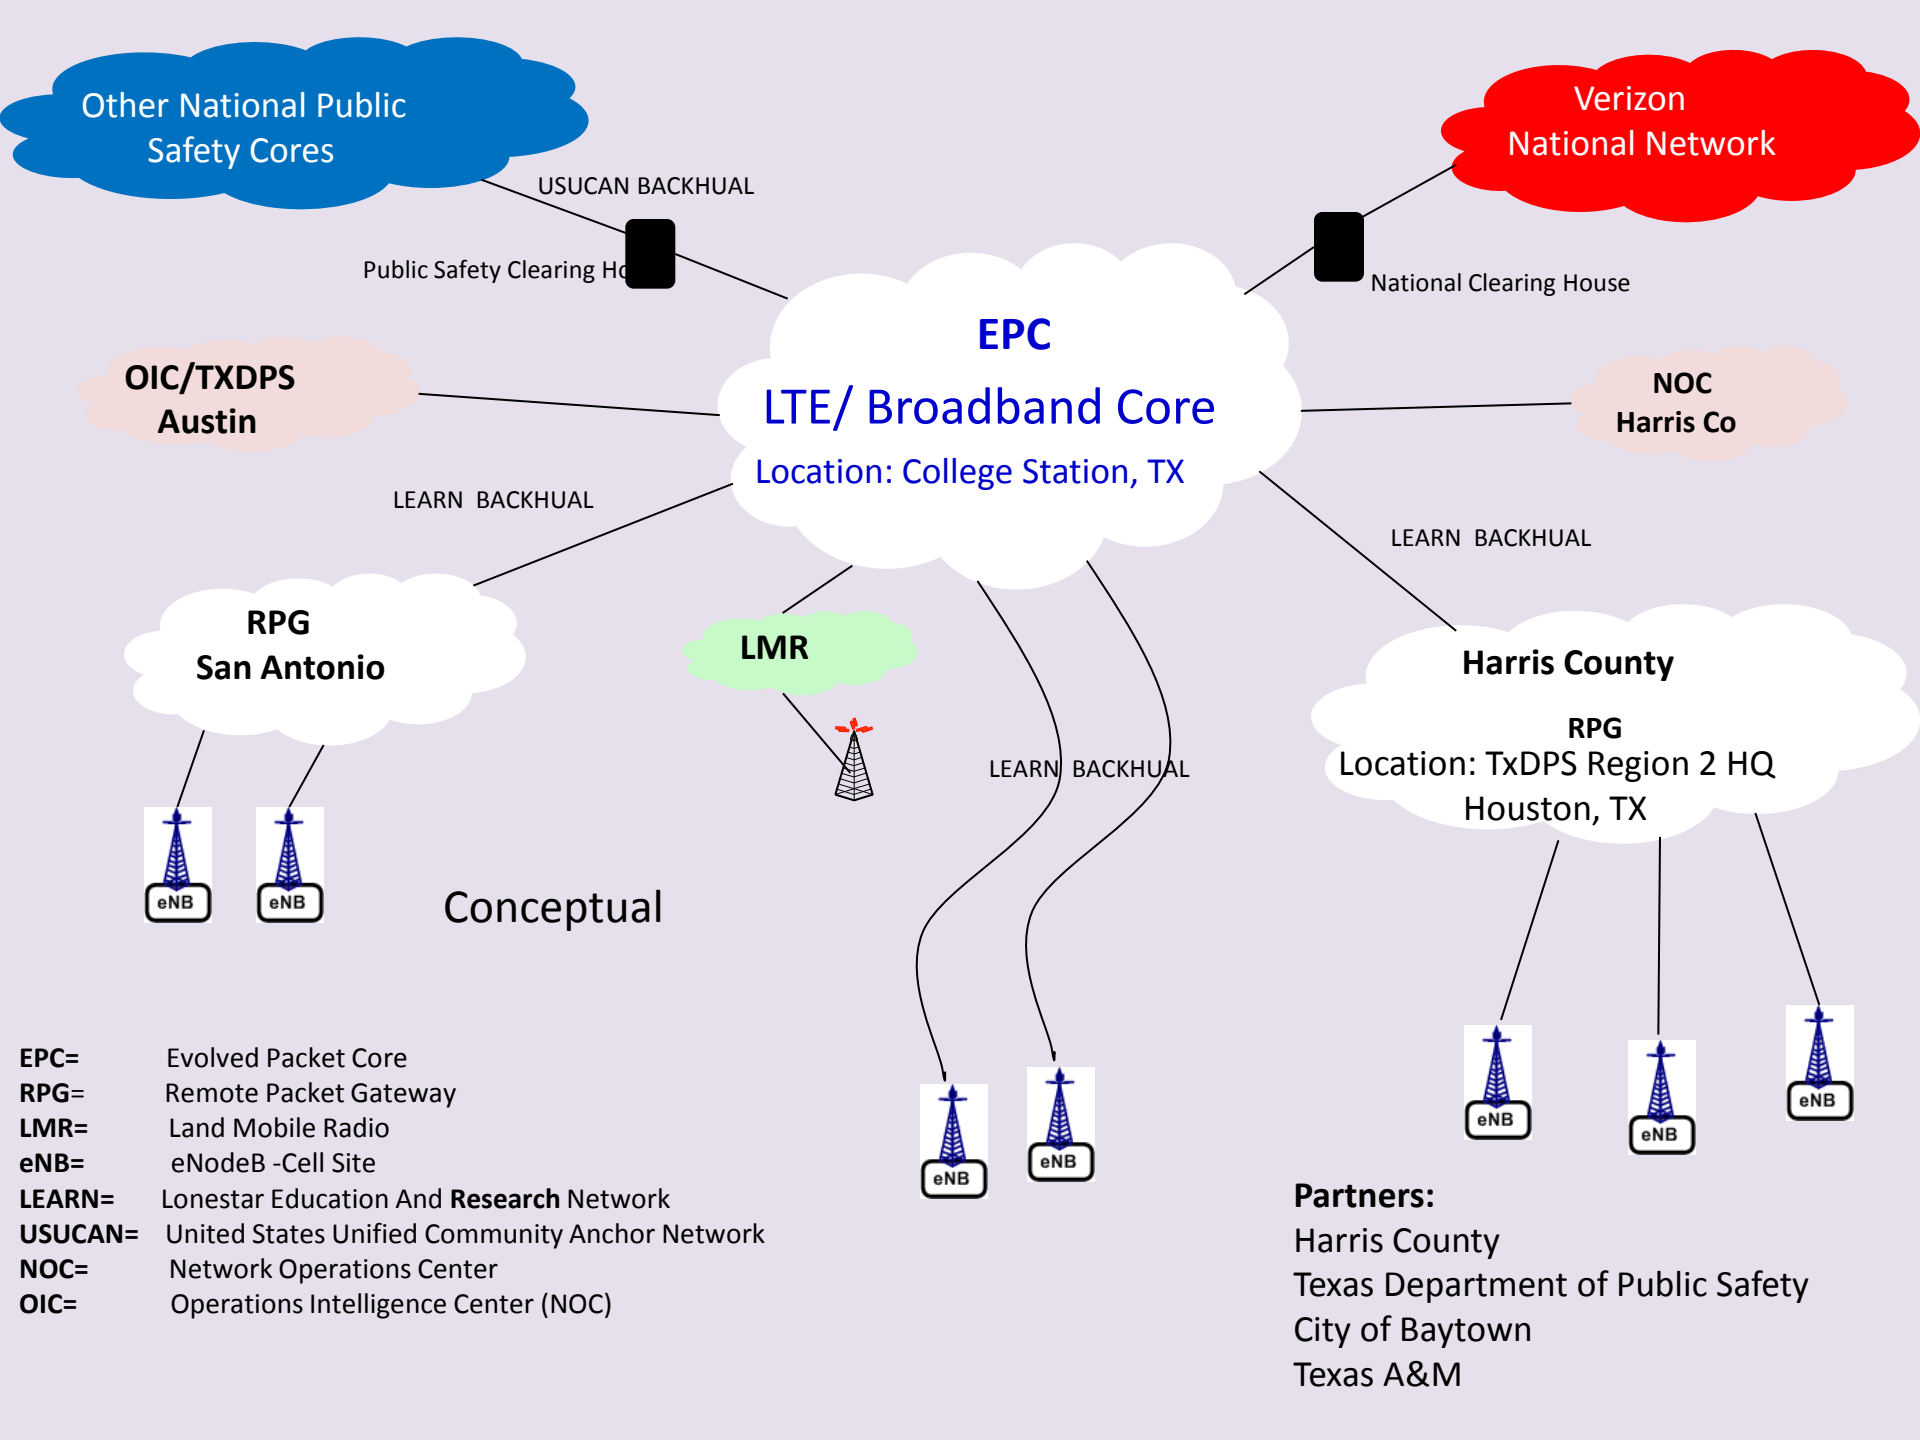 Other National Public
Safety Cores
Verizon
National Network
USUCAN BACKHUAL
Public Safety Clearing
National Clearing House
EPC
LTE/ Broadband Core
Location: College Station, TX
OIC/TXDPS
Austin
NOC
Harris Co
LEARN  BACKHUAL
LEARN  BACKHUAL
RPG
San Antonio
LMR
Harris County
RPG
Location: TxDPS Region 2 HQ
Houston, TX
LEARN  BACKHUAL
eNB
eNB
Conceptual
eNB
eNB
eNB
eNB
eNB
EPC= Evolved Packet Core
RPG= Remote Packet Gateway
LMR= Land Mobile Radio
eNB= eNodeB -Cell Site
LEARN= Lonestar Education And Research Network
USUCAN= United States Unified Community Anchor Network
NOC= Network Operations Center
OIC= Operations Intelligence Center (NOC)
Partners:
Harris County
Texas Department of Public Safety
City of Baytown
Texas A&M